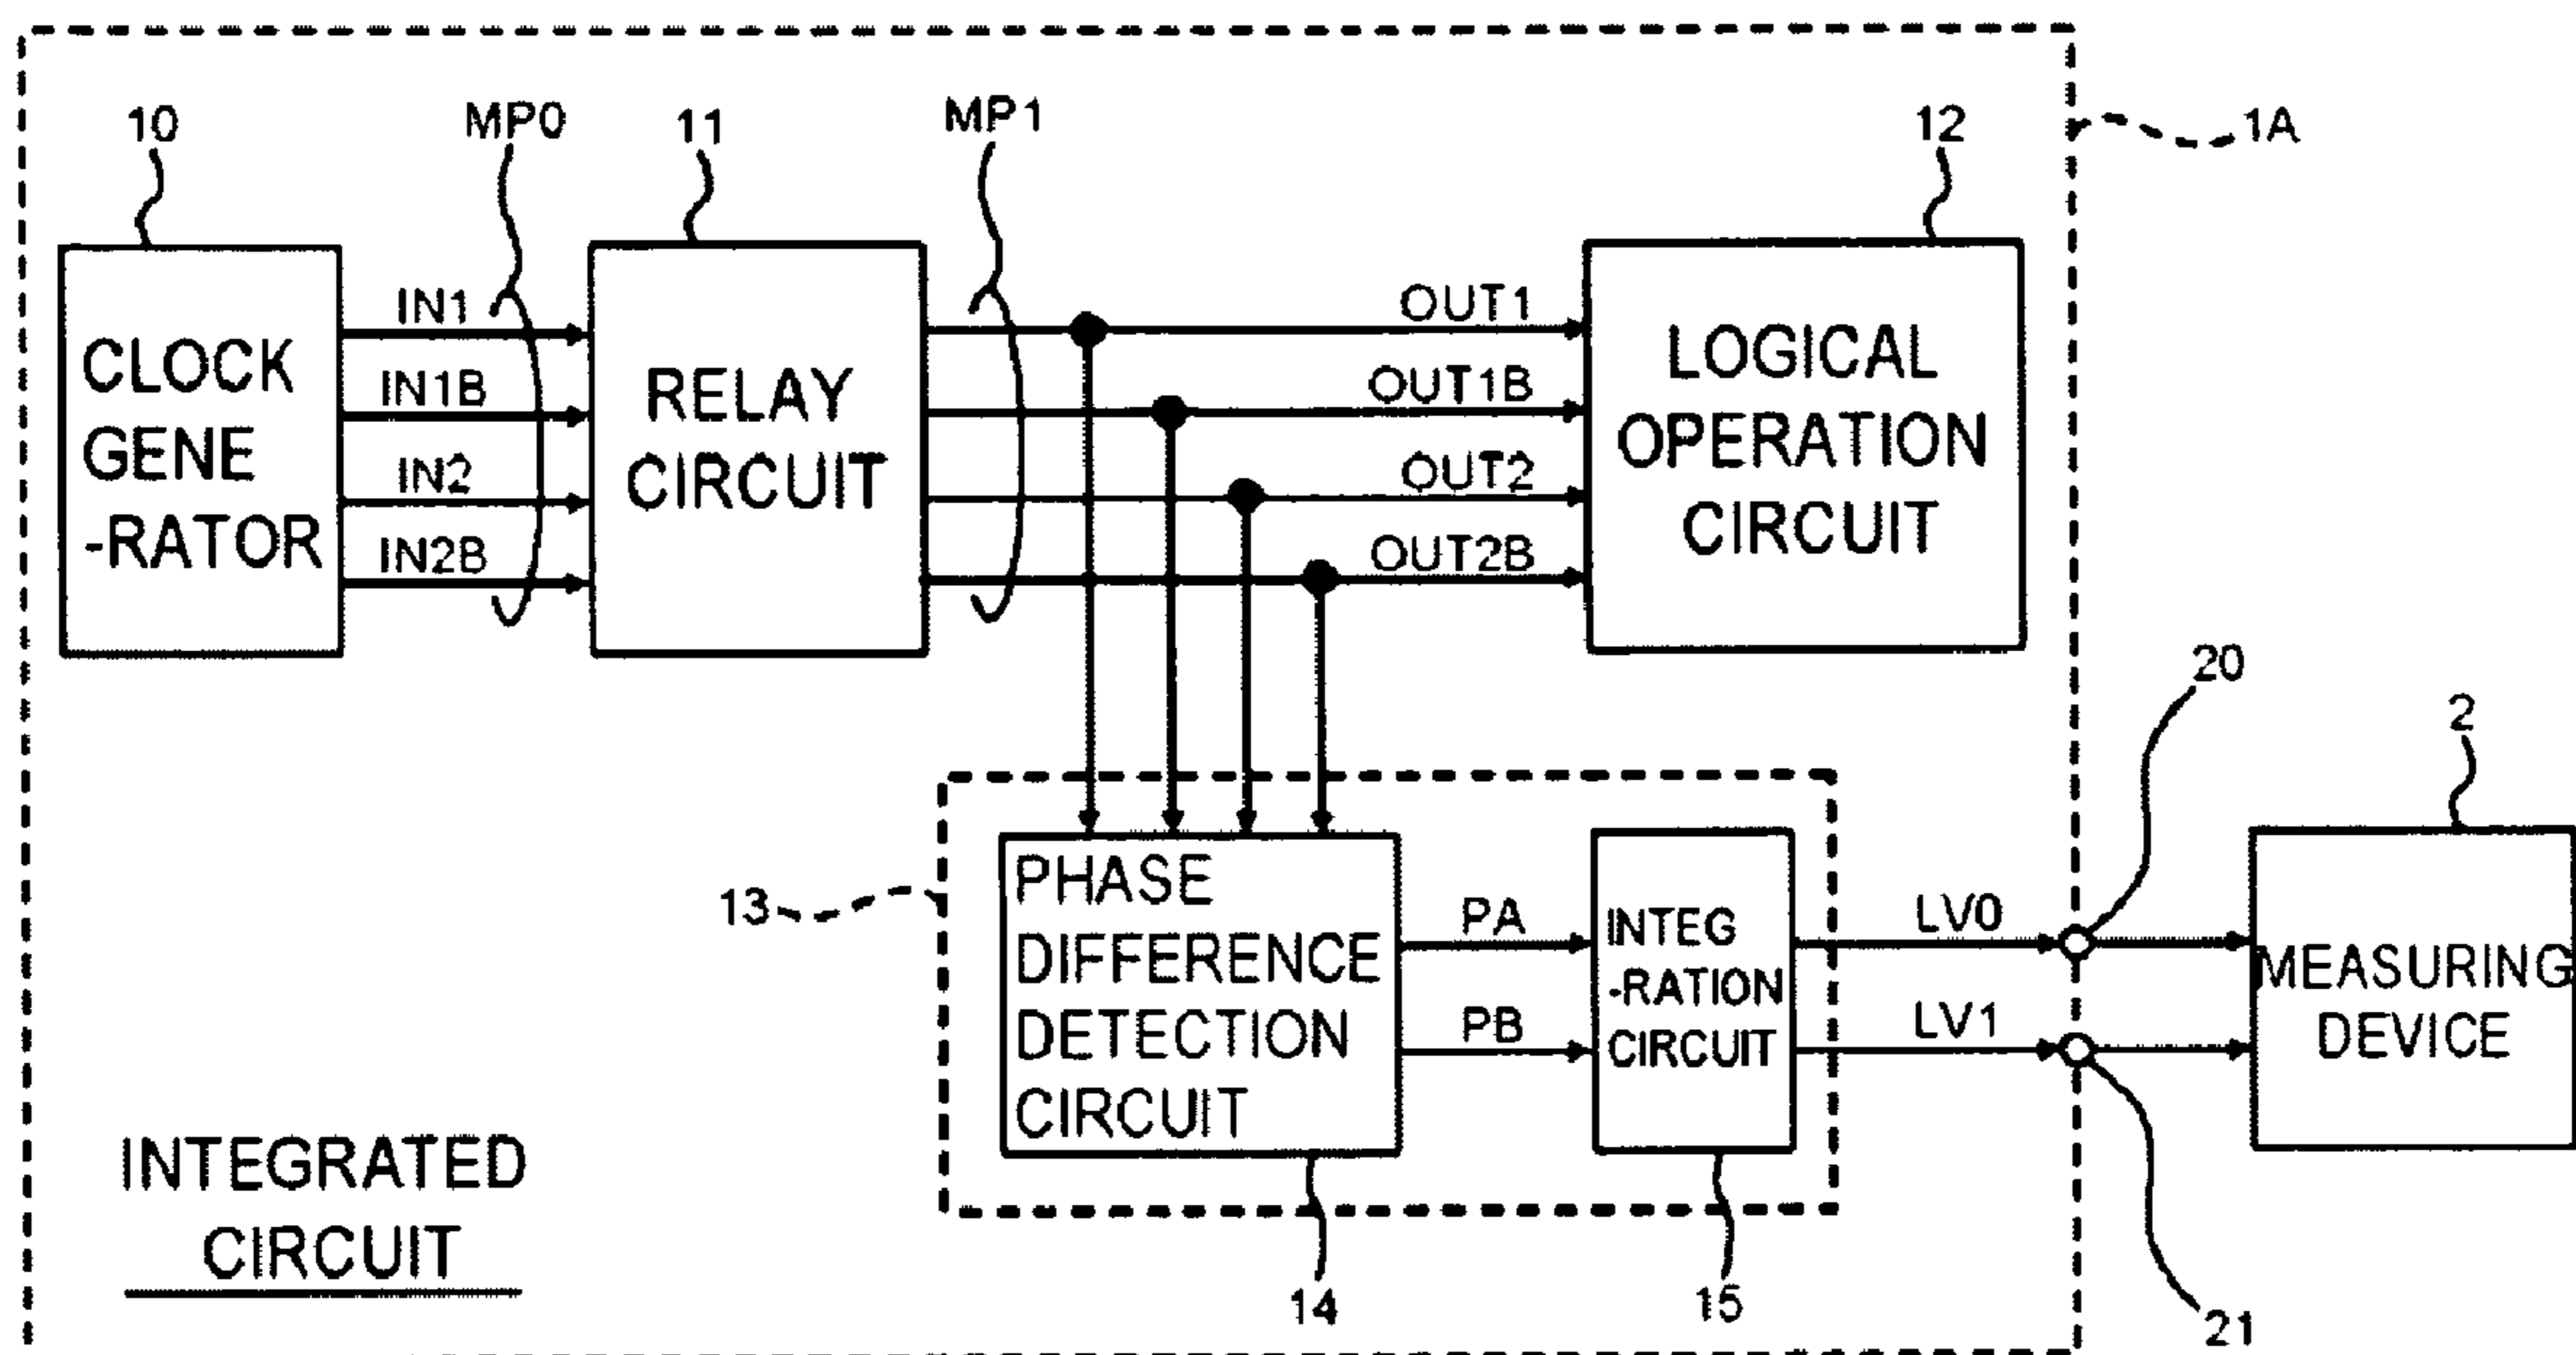 10
MP0
11
MP1
12
1A
CLOCK
GENE
-RATOR
IN1
IN1B
IN2
IN2B
RELAY
CIRCUIT
OUT1
OUT1B
OUT2
OUT2B
LOGICAL
OPERATION
CIRCUIT
20
2
13
PHASE
DIFFERENCE
DETECTION
CIRCUIT
PA
PB
INTEG
-RATION
CIRCUIT
LV0
LV1
MEASURING
DEVICE
INTEGRATED
CIRCUIT
14
15
21